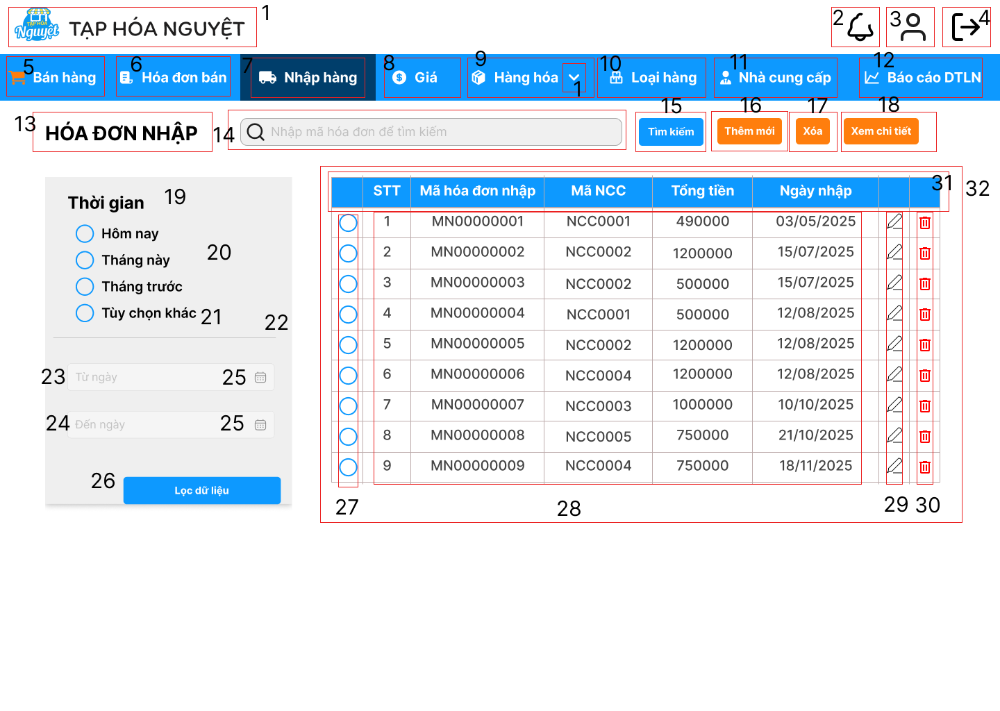 TẠP HÓA
Nguyệt
TẠP HÓA NGUYỆT
1
2
3
4
5
Bán hàng
6
Hóa đơn bán
7
Nhập hàng
8
Giá
9
Hàng hóa
1
10
Loại hàng
11
Nhà cung cấp
12
Báo cáo DTLN
13
HÓA ĐƠN NHẬP
14
Nhập mã hóa đơn để tìm kiếm
15
Tìm kiếm
16
Thêm mới
17
Xóa
18
Xem chi tiết
Thời gian
19
Hôm nay
20
Tháng này
Tháng trước
Tùy chọn khác
21
22
23
Từ ngày
25
24
Đến ngày
25
26
Lọc dữ liệu
STT Mã hóa đơn nhập Mã NCC Tổng tiền Ngày nhập
31
32
1 MN00000001 NCC0001 490000 03/05/2025
2 MN00000002 NCC0002 1200000 15/07/2025
3 MN00000003 NCC0002 500000 15/07/2025
4 MN00000004 NCC0001 500000 12/08/2025
5 MN00000005 NCC0002 1200000 12/08/2025
6 MN00000006 NCC0004 1200000 12/08/2025
7 MN00000007 NCC0003 1000000 10/10/2025
8 MN00000008 NCC0005 750000 21/10/2025
9 MN00000009 NCC0004 750000 18/11/2025
27
28
29
30